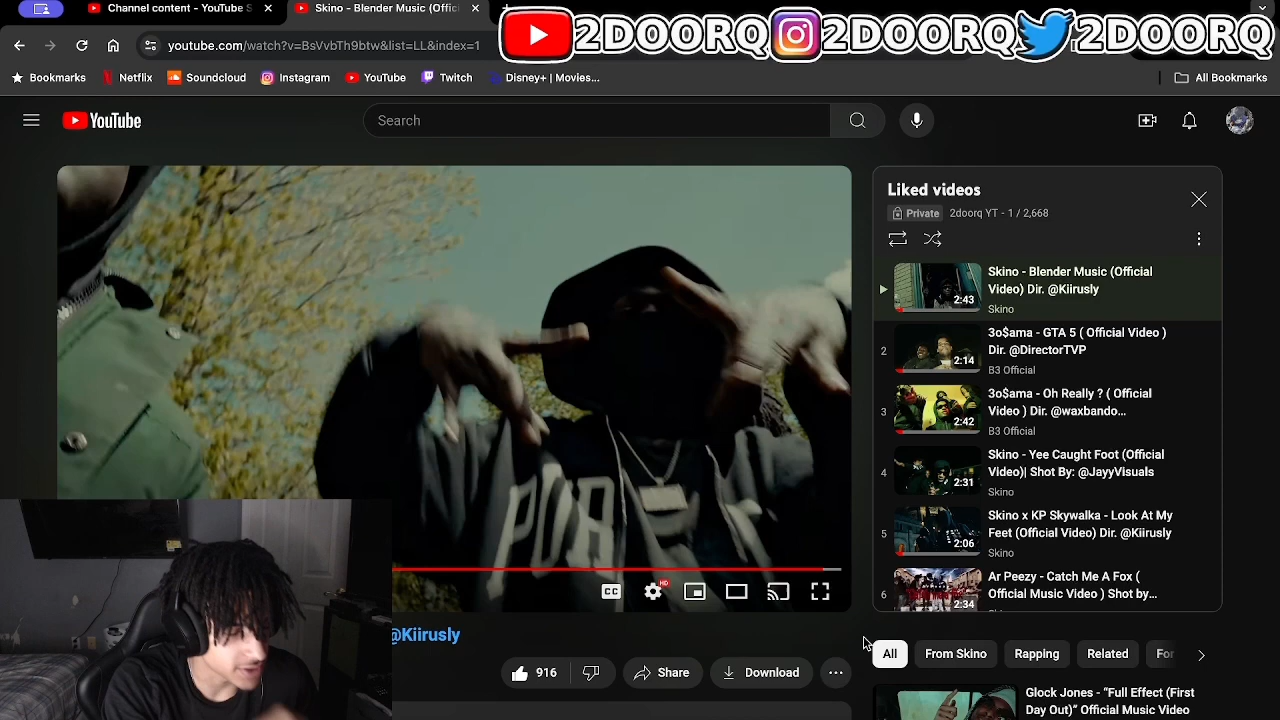 Channel content - YouTube S
Skino - Blender Music (Offic
2DOORQ 2DOORQ 2DOORQ
youtube.com/watch?v=BsVvbTh9btw&list=LL&index=1
Bookmarks Netflix Soundcloud Instagram YouTube Twitch Disney+ | Movies... All Bookmarks
YouTube
Search
Liked videos
Private 2doorq YT - 1 / 2,668
Skino - Blender Music (Official
Video) Dir. @Kiirusly
2:43
Skino
2
3o$ama - GTA 5 ( Official Video )
Dir. @DirectorTVP
2:14
B3 Official
3
3o$ama - Oh Really ? ( Official
Video ) Dir. @waxbando...
2:42
B3 Official
4
Skino - Yee Caught Foot (Official
Video)| Shot By: @JayyVisuals
2:31
Skino
5
Skino x KP Skywalka - Look At My
Feet (Official Video) Dir. @Kiirusly
2:06
Skino
6
Ar Peezy - Catch Me A Fox (
Official Music Video ) Shot by...
2:34
CC HD
@Kiirusly
916 Share Download
All From Skino Rapping Related For
Glock Jones - “Full Effect (First
Day Out)” Official Music Video